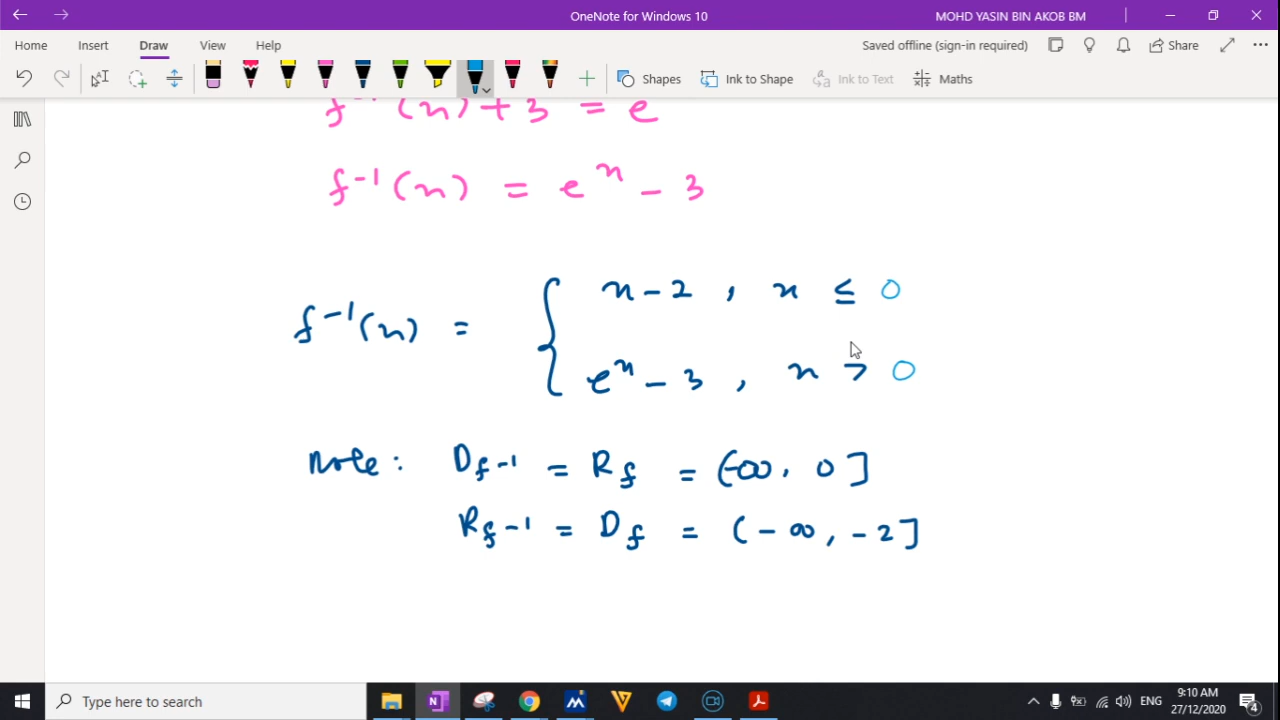 OneNote for Windows 10
MOHD YASIN BIN AKOB BM
Home Insert Draw View Help
Saved offline (sign-in required)
Share
Shapes
Ink to Shape
Ink to Text
Maths
f⁻¹(x)+3 = e
f⁻¹(x) = eˣ - 3
x-2 , x ≤ 0
f⁻¹(x) = {
eˣ - 3 , x > 0
Note: D_f⁻¹ = R_f = (-∞, 0]
R_f⁻¹ = D_f = (-∞, -2]
Type here to search
ENG
9:10 AM
27/12/2020
4